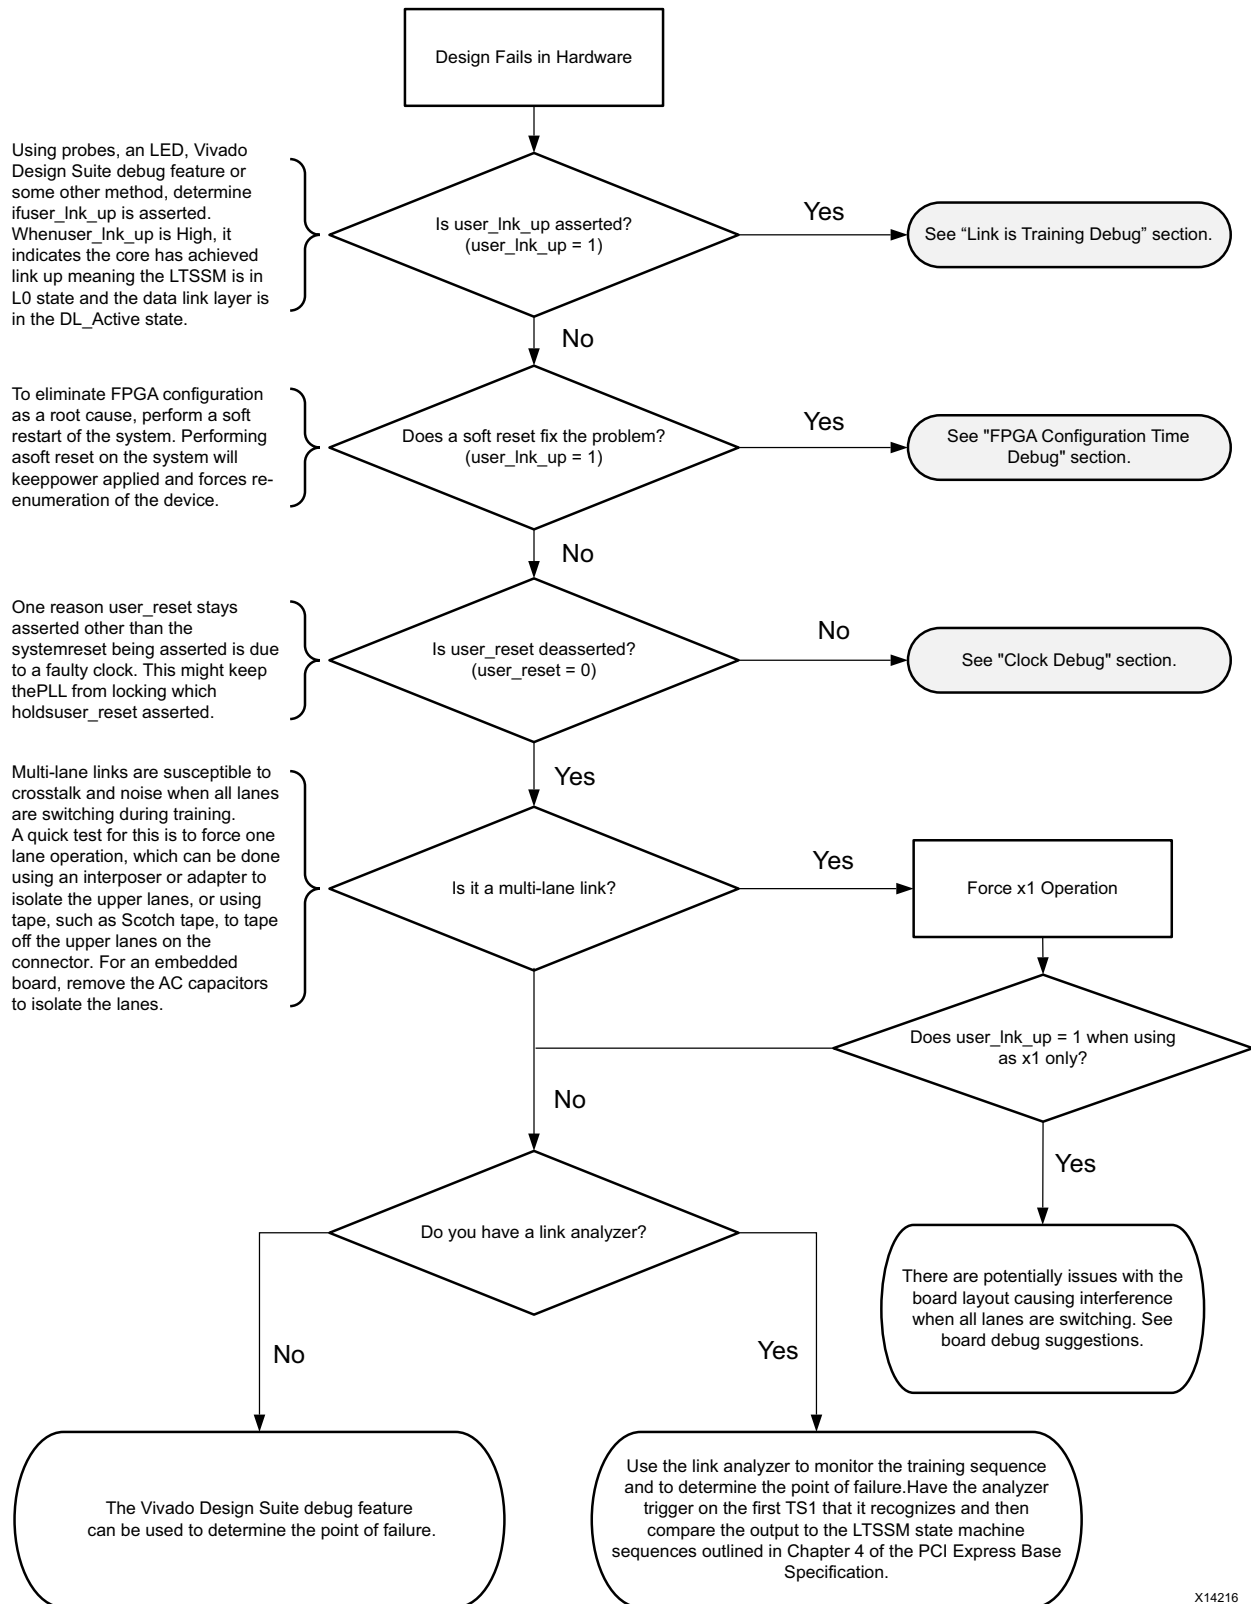 Design Fails in Hardware
Using probes, an LED, Vivado
Design Suite debug feature or
some other method, determine
ifuser_lnk_up is asserted.
Whenuser_lnk_up is High, it
indicates the core has achieved
link up meaning the LTSSM is in
L0 state and the data link layer is
in the DL_Active state.
Is user_lnk_up asserted?
(user_lnk_up = 1)
Yes
See “Link is Training Debug” section.
No
To eliminate FPGA configuration
as a root cause, perform a soft
restart of the system. Performing
asoft reset on the system will
keeppower applied and forces re-
enumeration of the device.
Does a soft reset fix the problem?
(user_lnk_up = 1)
Yes
See "FPGA Configuration Time
Debug" section.
No
One reason user_reset stays
asserted other than the
systemreset being asserted is due
to a faulty clock. This might keep
thePLL from locking which
holdsuser_reset asserted.
Is user_reset deasserted?
(user_reset = 0)
No
See "Clock Debug" section.
Yes
Multi-lane links are susceptible to
crosstalk and noise when all lanes
are switching during training.
A quick test for this is to force one
lane operation, which can be done
using an interposer or adapter to
isolate the upper lanes, or using
tape, such as Scotch tape, to tape
off the upper lanes on the
connector. For an embedded
board, remove the AC capacitors
to isolate the lanes.
Is it a multi-lane link?
Yes
Force x1 Operation
Does user_lnk_up = 1 when using
as x1 only?
No
Yes
Do you have a link analyzer?
There are potentially issues with the
board layout causing interference
when all lanes are switching. See
board debug suggestions.
No
Yes
The Vivado Design Suite debug feature
can be used to determine the point of failure.
Use the link analyzer to monitor the training sequence
and to determine the point of failure.Have the analyzer
trigger on the first TS1 that it recognizes and then
compare the output to the LTSSM state machine
sequences outlined in Chapter 4 of the PCI Express Base
Specification.
X14216